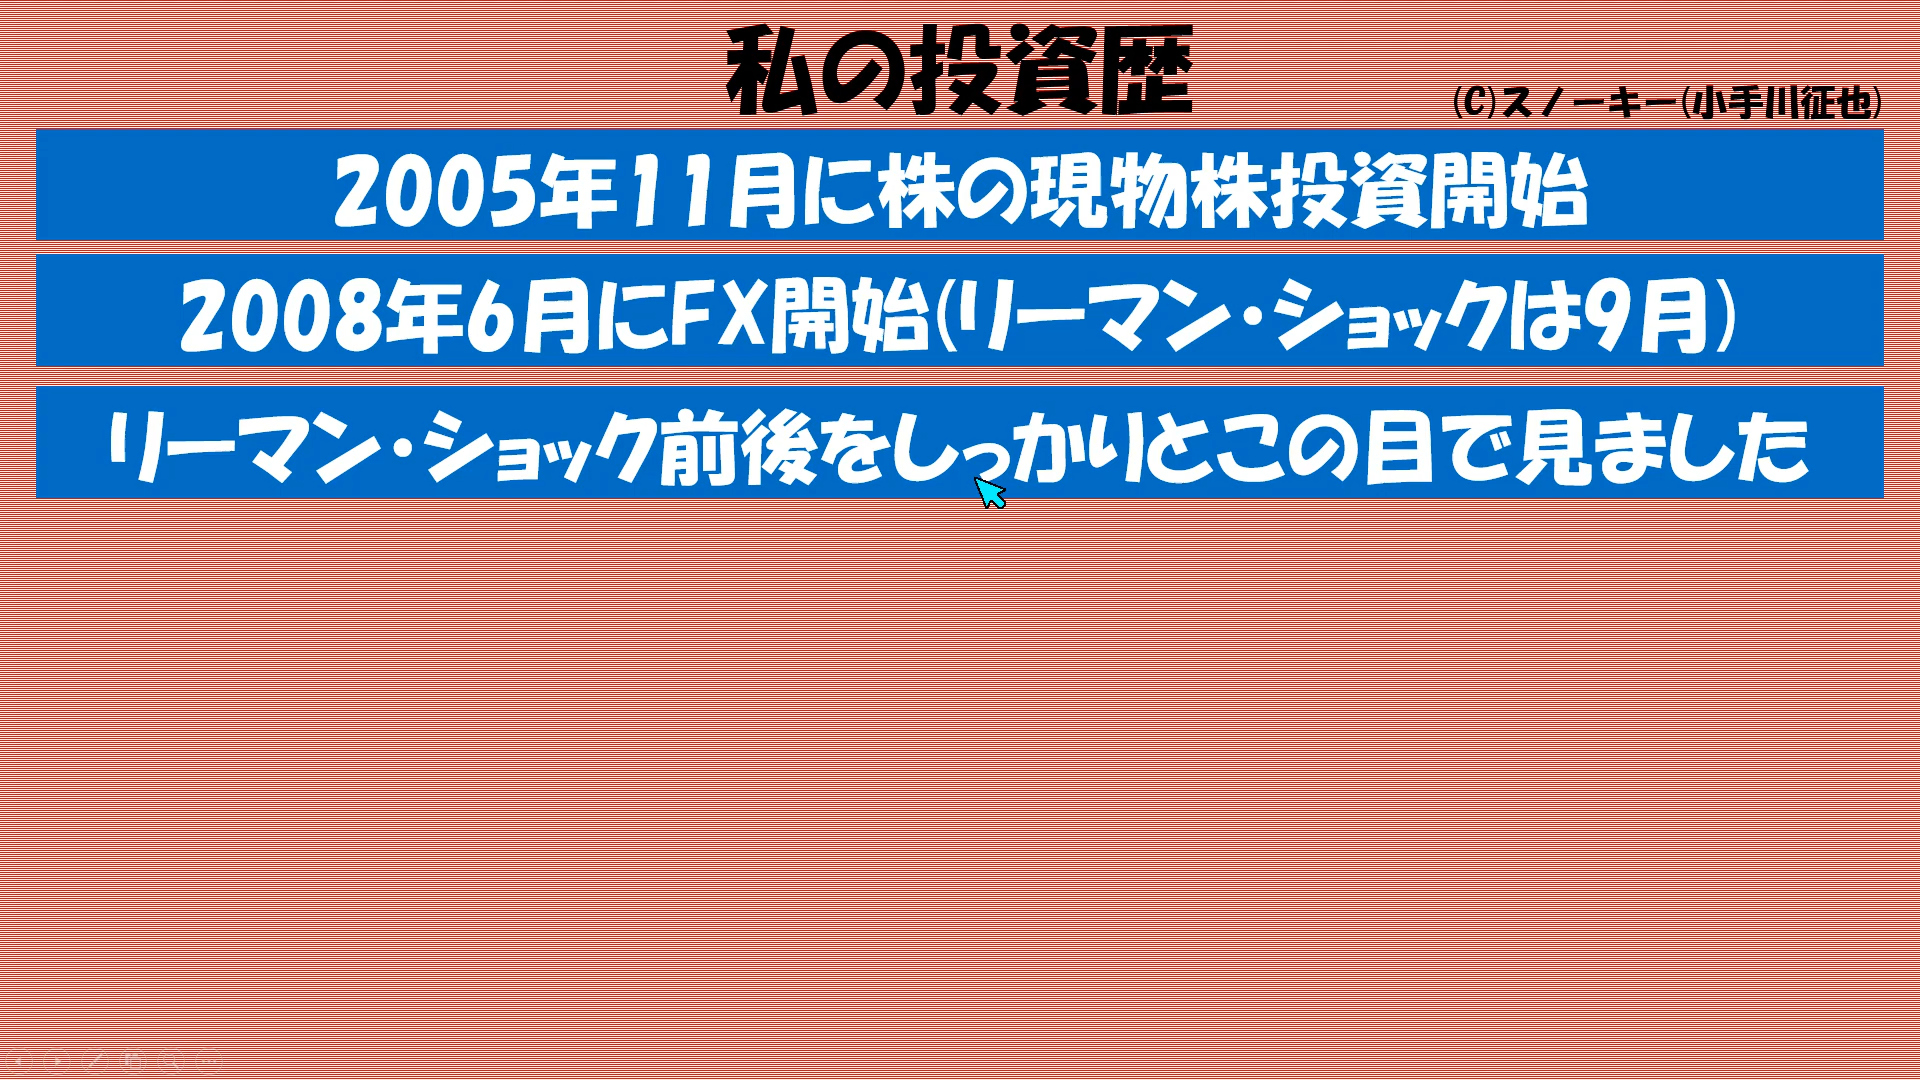 私の投資歴
(C)スノーキー(小手川征也)
2005年11月に株の現物株投資開始
2008年6月にFX開始(リーマン・ショックは9月)
リーマン・ショック前後をしっかりとこの目で見ました